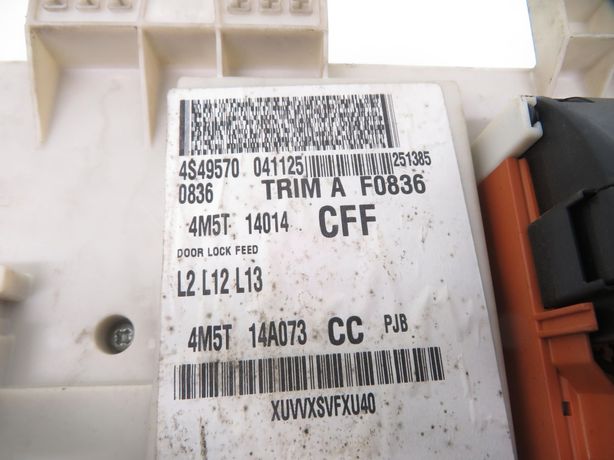 4S49570 041125 251385
0836 TRIM A F0836
4M5T 14014 CFF
DOOR LOCK FEED
L2 L12 L13
4M5T 14A073 CC PJB
XUVVXSVFXU40